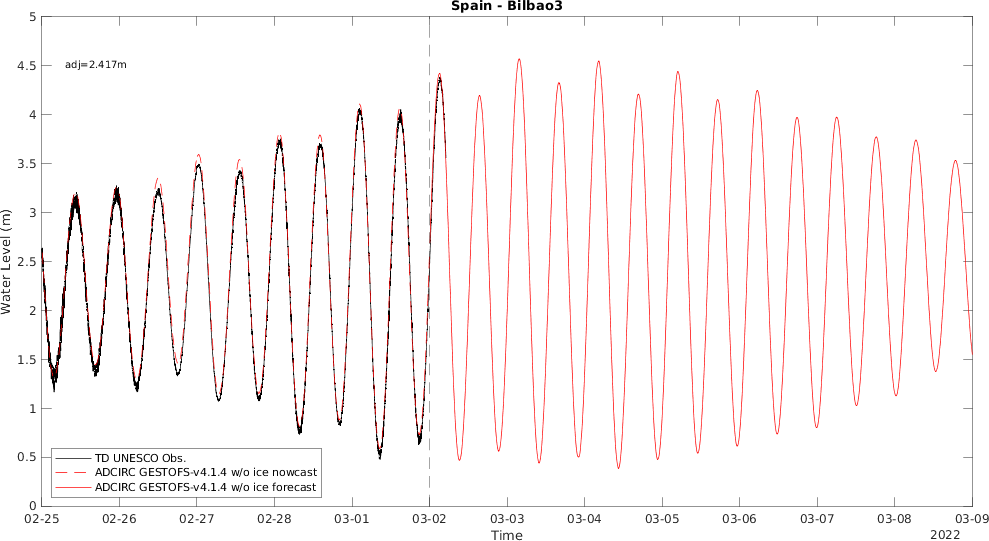 Spain - Bilbao3
5
4.5
4
3.5
3
2.5
2
1.5
1
0.5
0
Water Level (m)
adj=2.417m
TD UNESCO Obs.
ADCIRC GESTOFS-v4.1.4 w/o ice nowcast
ADCIRC GESTOFS-v4.1.4 w/o ice forecast
02-25 02-26 02-27 02-28 03-01 03-02 03-03 03-04 03-05 03-06 03-07 03-08 03-09
Time
2022